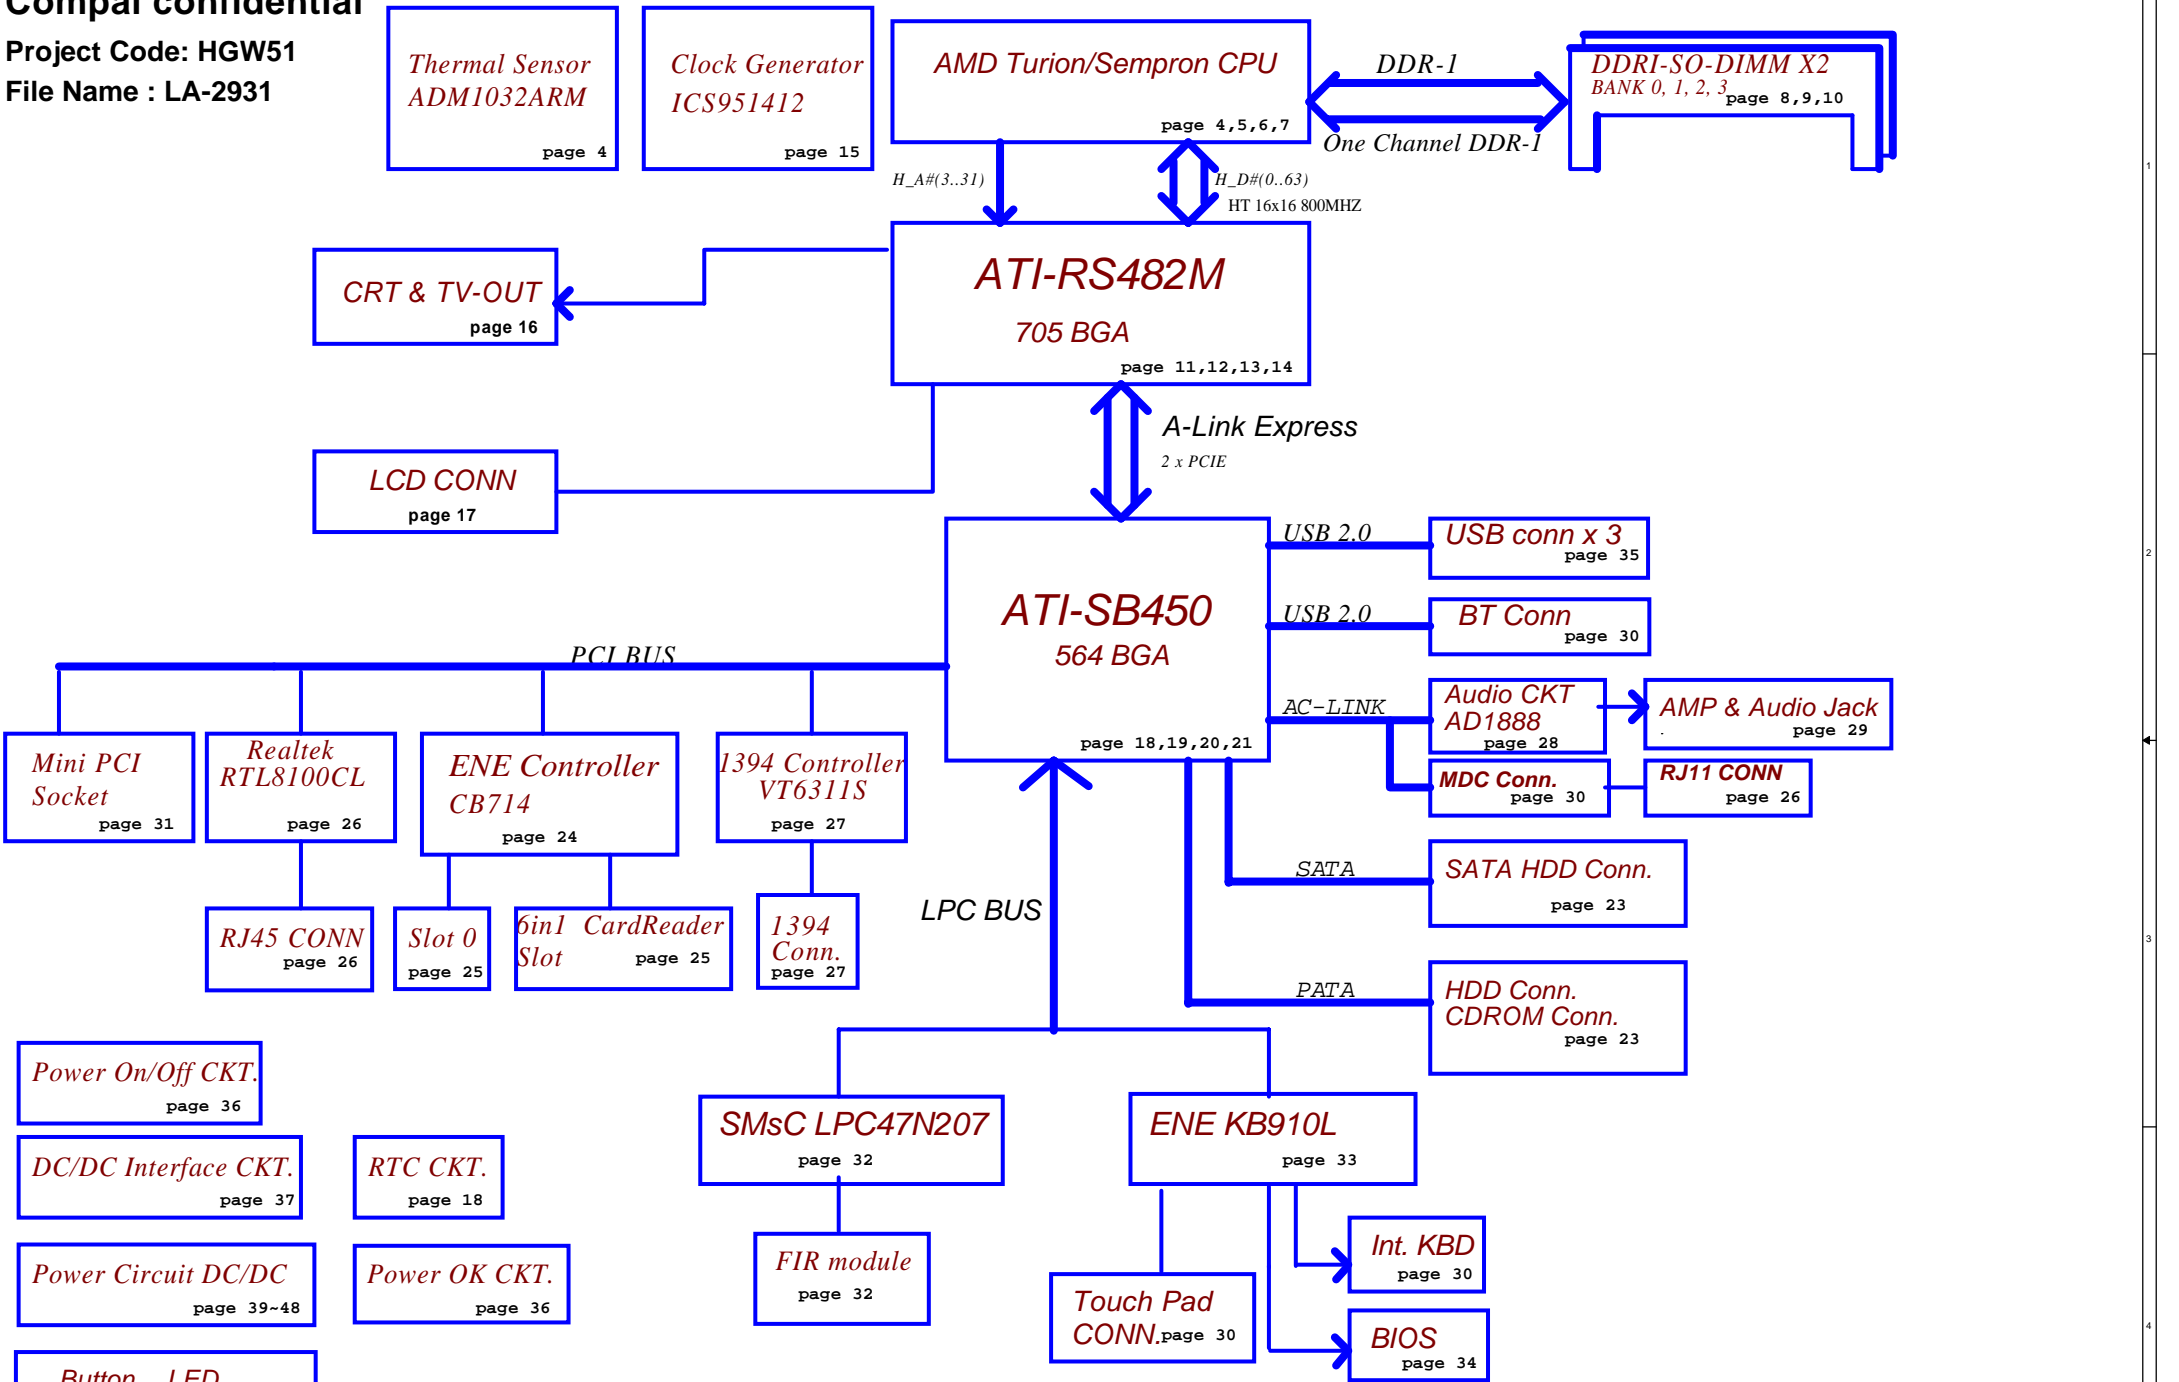 Compal confidential
Project Code: HGW51
File Name : LA-2931
Thermal Sensor
ADM1032ARM
page 4
Clock Generator
ICS951412
page 15
AMD Turion/Sempron CPU
page 4,5,6,7
DDR-1
One Channel DDR-1
DDRI-SO-DIMM X2
BANK 0, 1, 2, 3
page 8,9,10
H_A#(3..31)
H_D#(0..63)
HT 16x16 800MHZ
ATI-RS482M
705 BGA
page 11,12,13,14
CRT & TV-OUT
page 16
LCD CONN
page 17
A-Link Express
2 x PCIE
ATI-SB450
564 BGA
page 18,19,20,21
USB 2.0
USB conn x 3
page 35
USB 2.0
BT Conn
page 30
AC-LINK
Audio CKT
AD1888
page 28
AMP & Audio Jack
.
page 29
MDC Conn.
page 30
RJ11 CONN
page 26
SATA
SATA HDD Conn.
page 23
PATA
HDD Conn.
CDROM Conn.
page 23
PCI BUS
Mini PCI
Socket
page 31
Realtek
RTL8100CL
page 26
ENE Controller
CB714
page 24
1394 Controller
VT6311S
page 27
RJ45 CONN
page 26
Slot 0
page 25
6in1 CardReader
Slot
page 25
1394
Conn.
page 27
LPC BUS
SMsC LPC47N207
page 32
ENE KB910L
page 33
FIR module
page 32
Touch Pad
CONN.
page 30
Int. KBD
page 30
BIOS
page 34
Power On/Off CKT.
page 36
DC/DC Interface CKT.
page 37
RTC CKT.
page 18
Power Circuit DC/DC
page 39~48
Power OK CKT.
page 36
Button LED
1
2
3
4